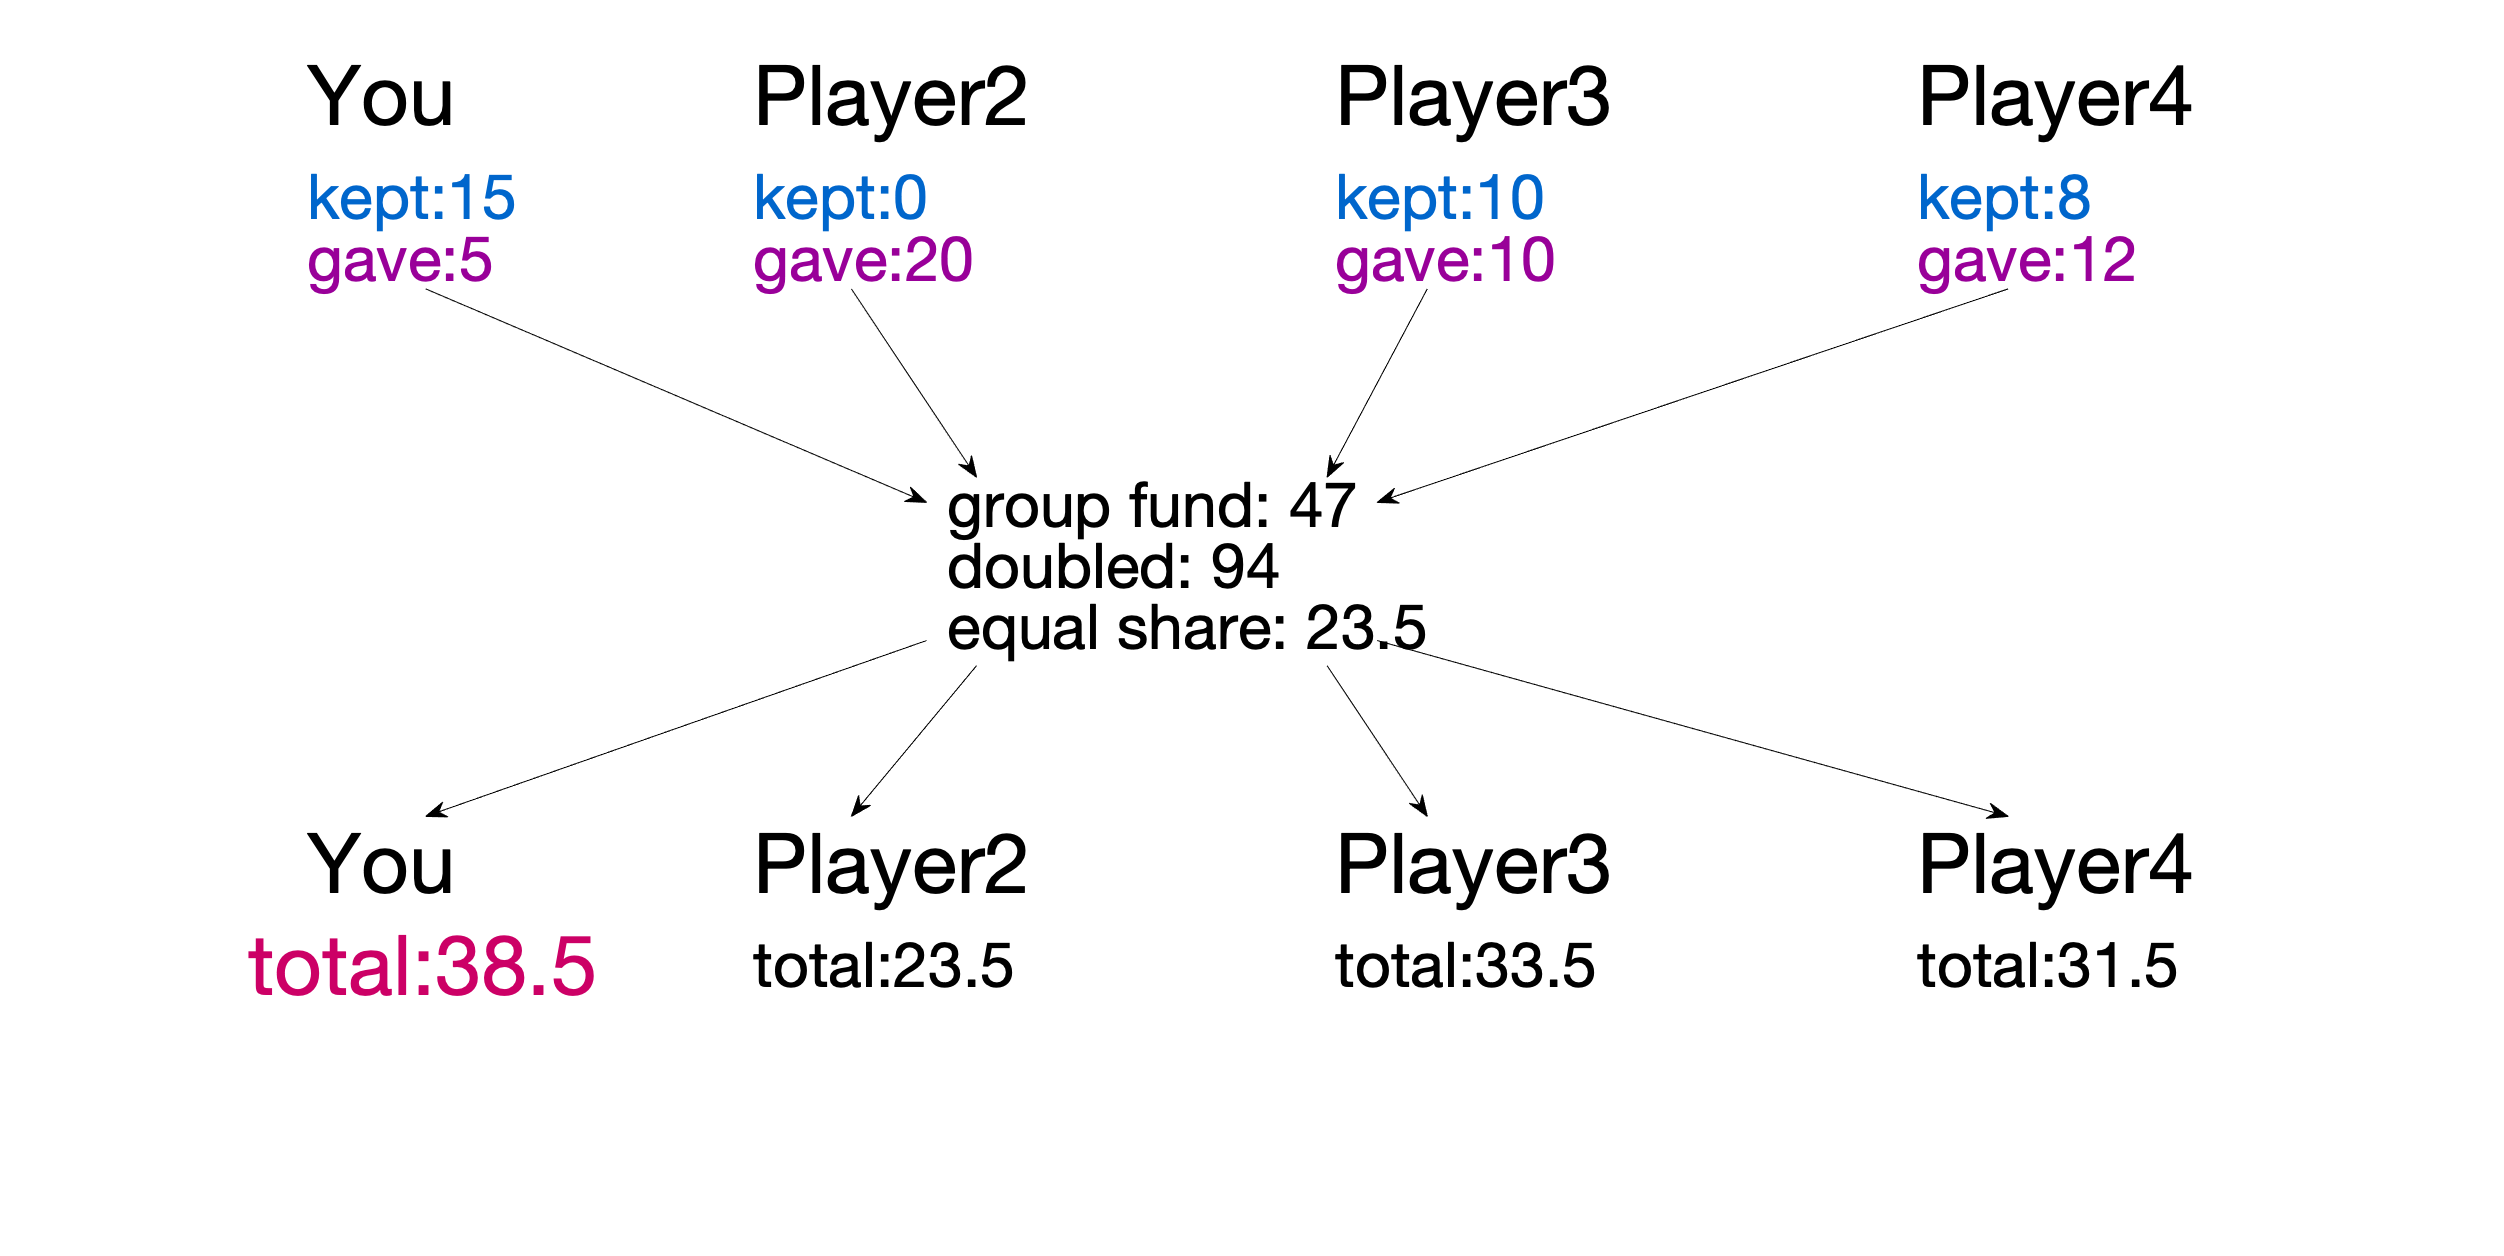 You Player2 Player3 Player4
kept:15 kept:0 kept:10 kept:8
gave:5 gave:20 gave:10 gave:12
group fund: 47
doubled: 94
equal share: 23.5
You Player2 Player3 Player4
total:38.5 total:23.5 total:33.5 total:31.5